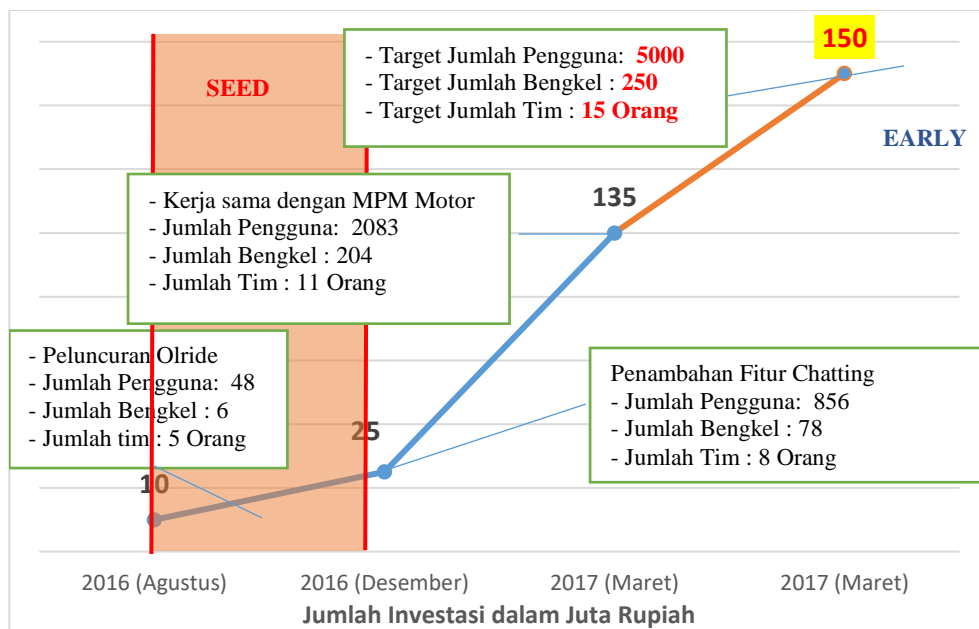 150
- Target Jumlah Pengguna: 5000
- Target Jumlah Bengkel : 250
- Target Jumlah Tim : 15 Orang
SEED
EARLY
- Kerja sama dengan MPM Motor
- Jumlah Pengguna: 2083
- Jumlah Bengkel : 204
- Jumlah Tim : 11 Orang
135
- Peluncuran Olride
- Jumlah Pengguna: 48
- Jumlah Bengkel : 6
- Jumlah tim : 5 Orang
Penambahan Fitur Chatting
- Jumlah Pengguna: 856
- Jumlah Bengkel : 78
- Jumlah Tim : 8 Orang
25
10
2016 (Agustus)
2016 (Desember)
2017 (Maret)
2017 (Maret)
Jumlah Investasi dalam Juta Rupiah